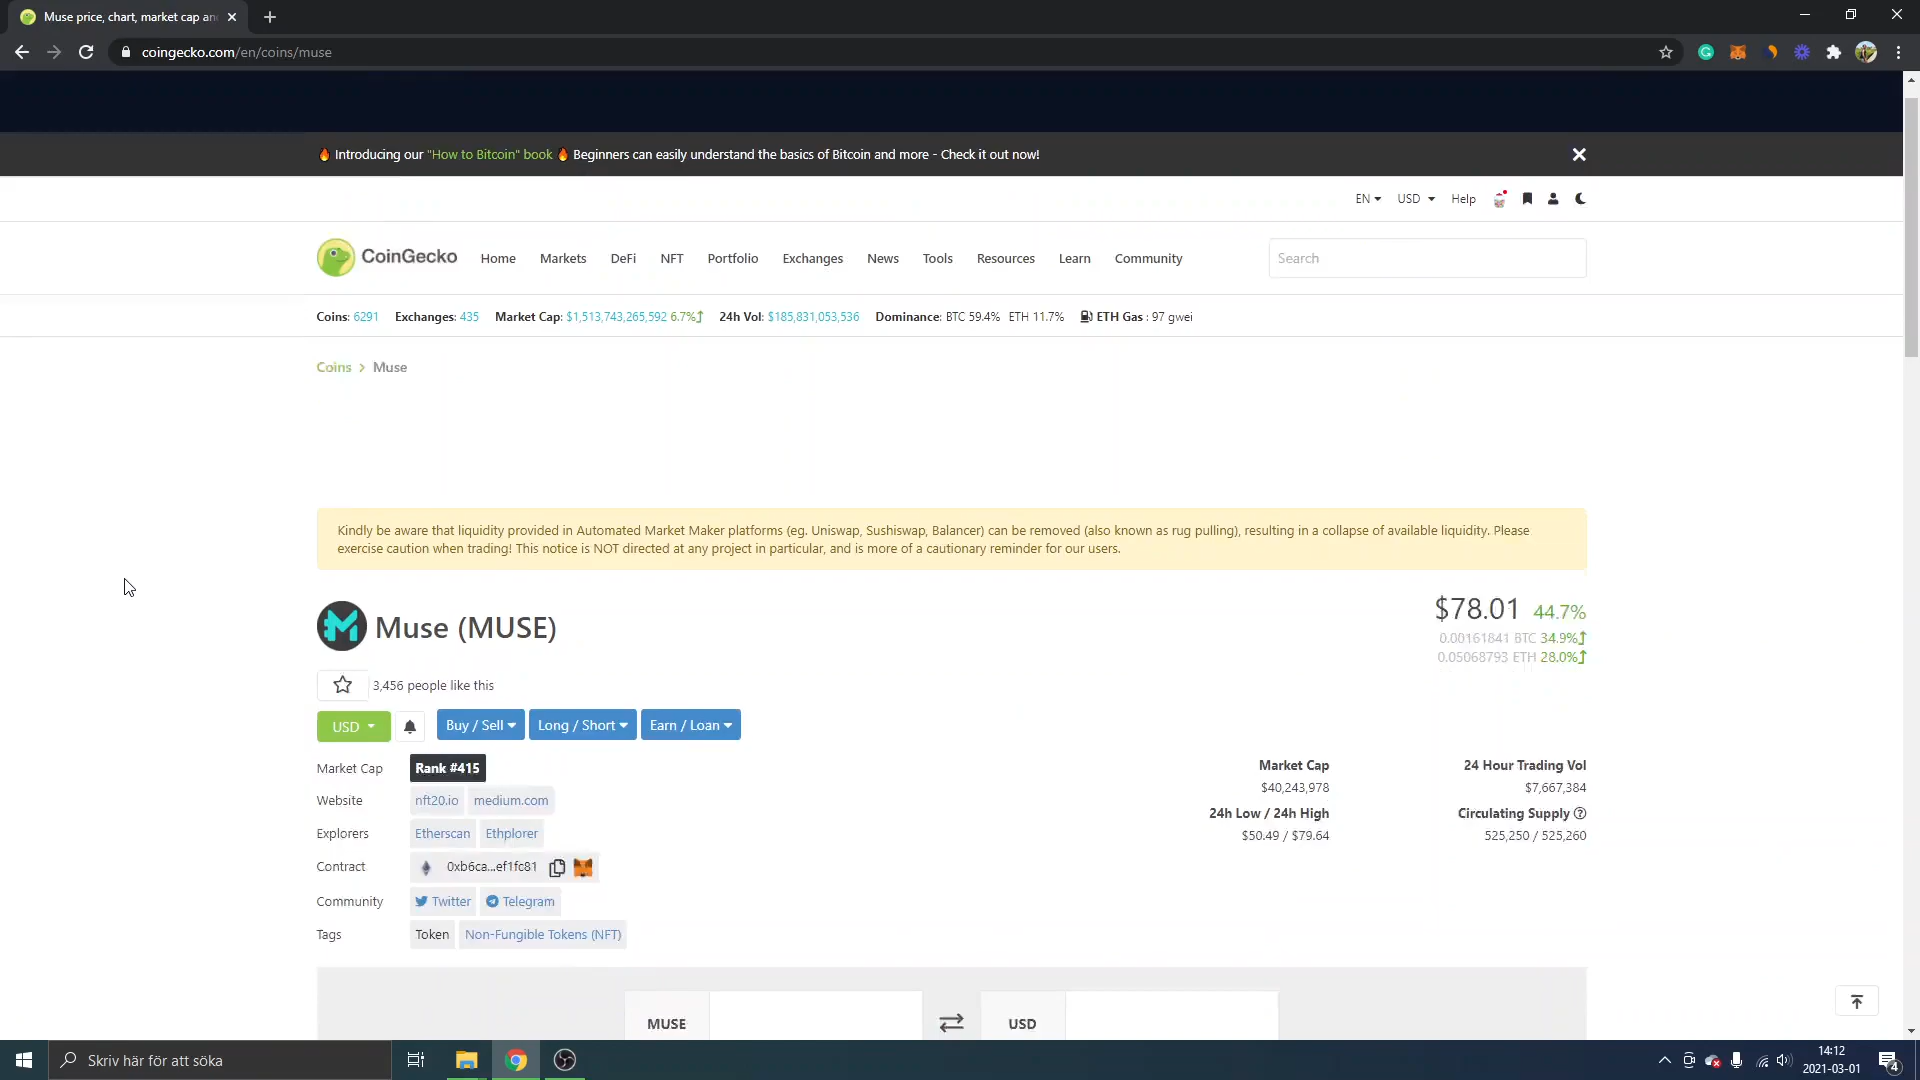 Muse price, chart, market cap an
coingecko.com/en/coins/muse
Introducing our "How to Bitcoin" book Beginners can easily understand the basics of Bitcoin and more - Check it out now!
EN USD Help
CoinGecko Home Markets DeFi NFT Portfolio Exchanges News Tools Resources Learn Community Search
Coins: 6291 Exchanges: 435 Market Cap: $1,513,743,265,592 6.7% 24h Vol: $185,831,053,536 Dominance: BTC 59.4% ETH 11.7% ETH Gas : 97 gwei
Coins > Muse
Kindly be aware that liquidity provided in Automated Market Maker platforms (eg. Uniswap, Sushiswap, Balancer) can be removed (also known as rug pulling), resulting in a collapse of available liquidity. Please
exercise caution when trading! This notice is NOT directed at any project in particular, and is more of a cautionary reminder for our users.
Muse (MUSE)
$78.01 44.7%
0.00161841 BTC 34.9%
0.05068793 ETH 28.0%
3,456 people like this
USD Buy / Sell Long / Short Earn / Loan
Market Cap Rank #415
Website nft20.io medium.com
Explorers Etherscan Ethplorer
Contract 0xb6ca...ef1fc81
Community Twitter Telegram
Tags Token Non-Fungible Tokens (NFT)
Market Cap
$40,243,978
24 Hour Trading Vol
$7,667,384
24h Low / 24h High
$50.49 / $79.64
Circulating Supply
525,250 / 525,260
MUSE USD
Skriv här för att söka
14:12
2021-03-01
4